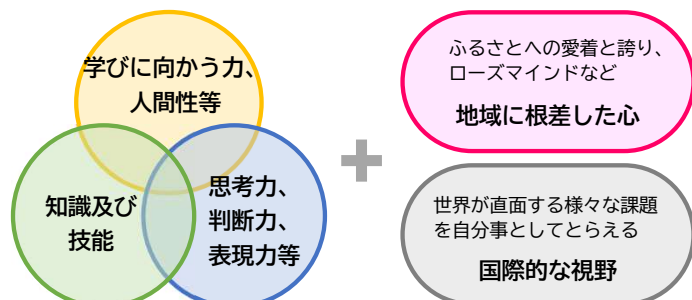 学びに向かう力、
人間性等
知識及び
技能
思考力、
判断力、
表現力等
+
ふるさとへの愛着と誇り、
ローズマインドなど
地域に根差した心
世界が直面する様々な課題
を自分事としてとらえる
国際的な視野